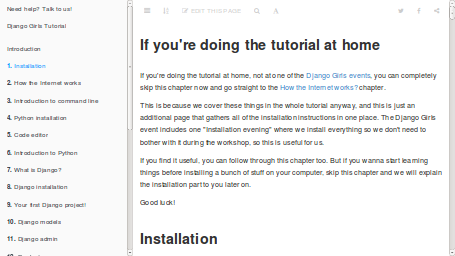 Need help? Talk to us!
Django Girls Tutorial
Introduction
1. Installation
2. How the Internet works
3. Introduction to command line
4. Python installation
5. Code editor
6. Introduction to Python
7. What is Django?
8. Django installation
9. Your first Django project!
10. Django models
11. Django admin
EDIT THIS PAGE
A
If you're doing the tutorial at home
If you're doing the tutorial at home, not at one of the Django Girls events, you can completely
skip this chapter now and go straight to the How the Internet works? chapter.
This is because we cover these things in the whole tutorial anyway, and this is just an
additional page that gathers all of the installation instructions in one place. The Django Girls
event includes one "Installation evening" where we install everything so we don't need to
bother with it during the workshop, so this is useful for us.
If you find it useful, you can follow through this chapter too. But if you wanna start learning
things before installing a bunch of stuff on your computer, skip this chapter and we will explain
the installation part to you later on.
Good luck!
Installation